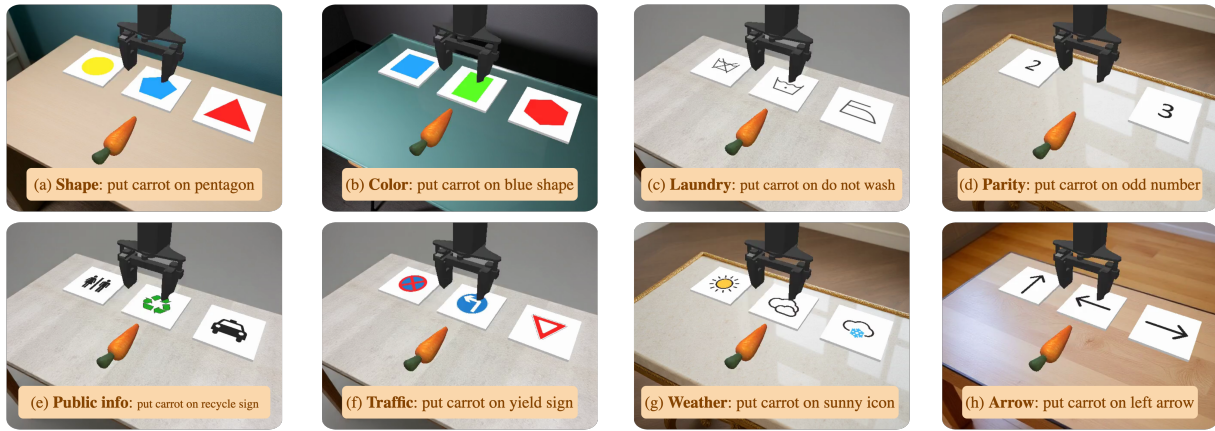 (a) Shape: put carrot on pentagon
(b) Color: put carrot on blue shape
2
3
(c) Laundry: put carrot on do not wash
(d) Parity: put carrot on odd number
(e) Public info: put carrot on recycle sign
(f) Traffic: put carrot on yield sign
(g) Weather: put carrot on sunny icon
(h) Arrow: put carrot on left arrow